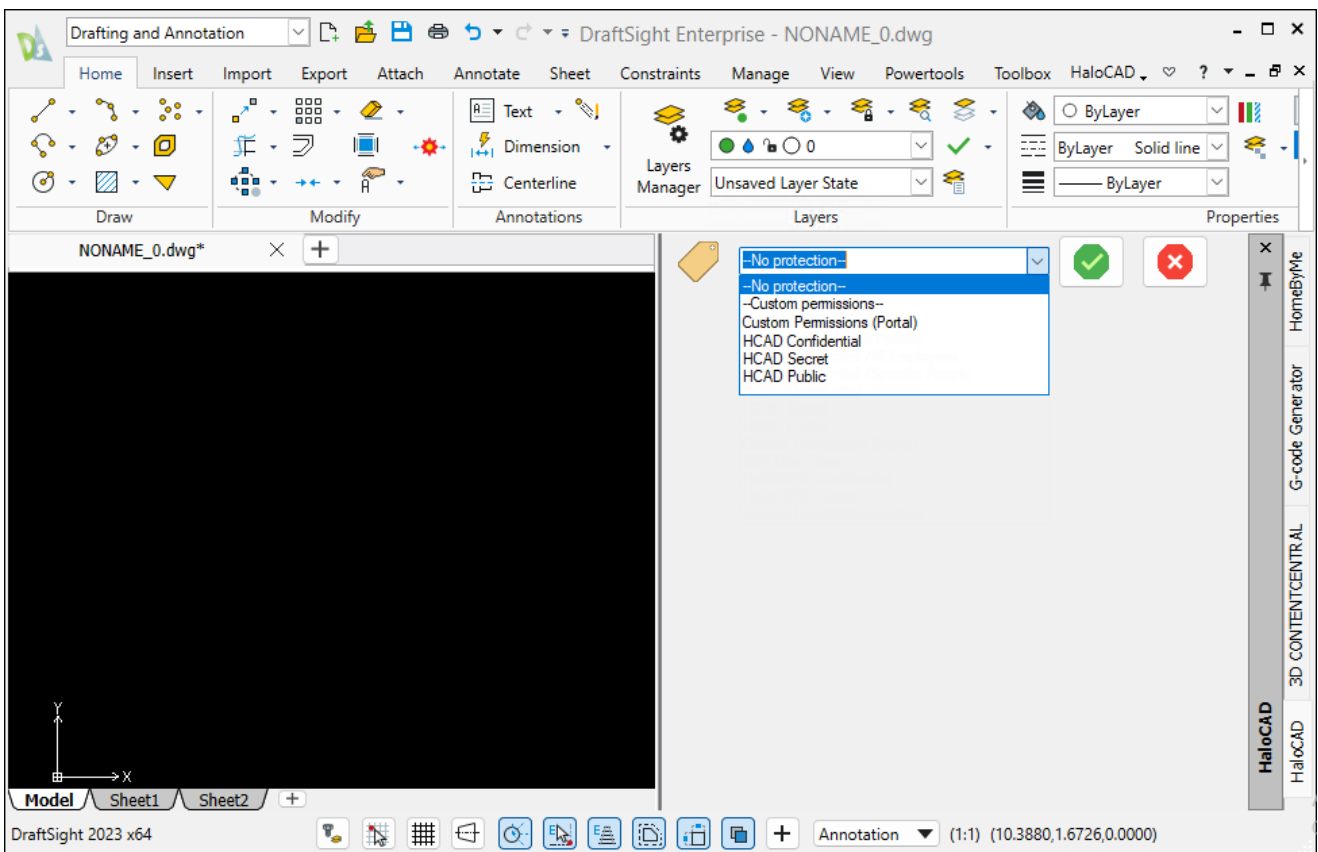 Drafting and Annotation
DraftSight Enterprise - NONAME_0.dwg
Home Insert Import Export Attach Annotate Sheet Constraints Manage View Powertools Toolbox HaloCAD ?
Text
Dimension
Centerline
Layers
Manager
0
Unsaved Layer State
ByLayer
ByLayer Solid line
ByLayer
Draw Modify Annotations Layers Properties
NONAME_0.dwg*
--No protection--
--No protection--
--Custom permissions--
Custom Permissions (Portal)
HCAD Confidential
HCAD Secret
HCAD Public
HaloCAD
HomeByMe
G-code Generator
3D CONTENTCENTRAL
HaloCAD
Y
X
Model Sheet1 Sheet2
DraftSight 2023 x64
Annotation (1:1) (10.3880,1.6726,0.0000)